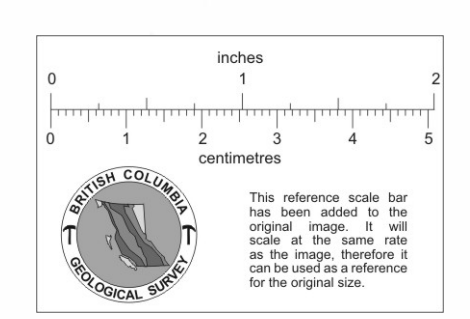 inches
0 1 2
0 1 2 3 4 5
centimetres
BRITISH COLUMBIA
GEOLOGICAL SURVEY
This reference scale bar
has been added to the
original image. It will
scale at the same rate
as the image, therefore it
can be used as a reference
for the original size.